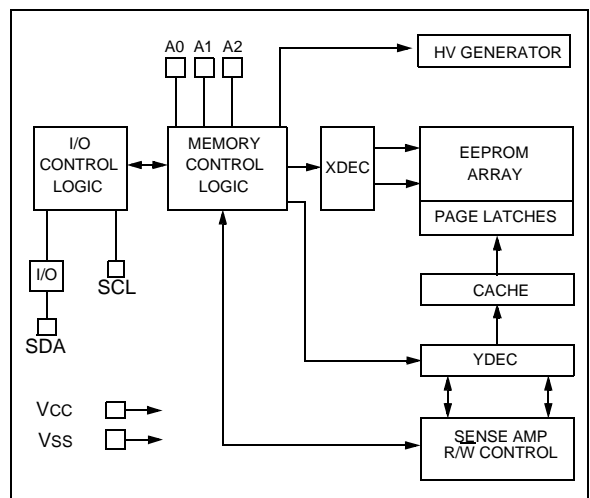 A0 A1 A2
HV GENERATOR
I/O
CONTROL
LOGIC
MEMORY
CONTROL
LOGIC
XDEC
EEPROM
ARRAY
PAGE LATCHES
I/O
SCL
SDA
CACHE
YDEC
VCC
VSS
SENSE AMP
R/W̅ CONTROL